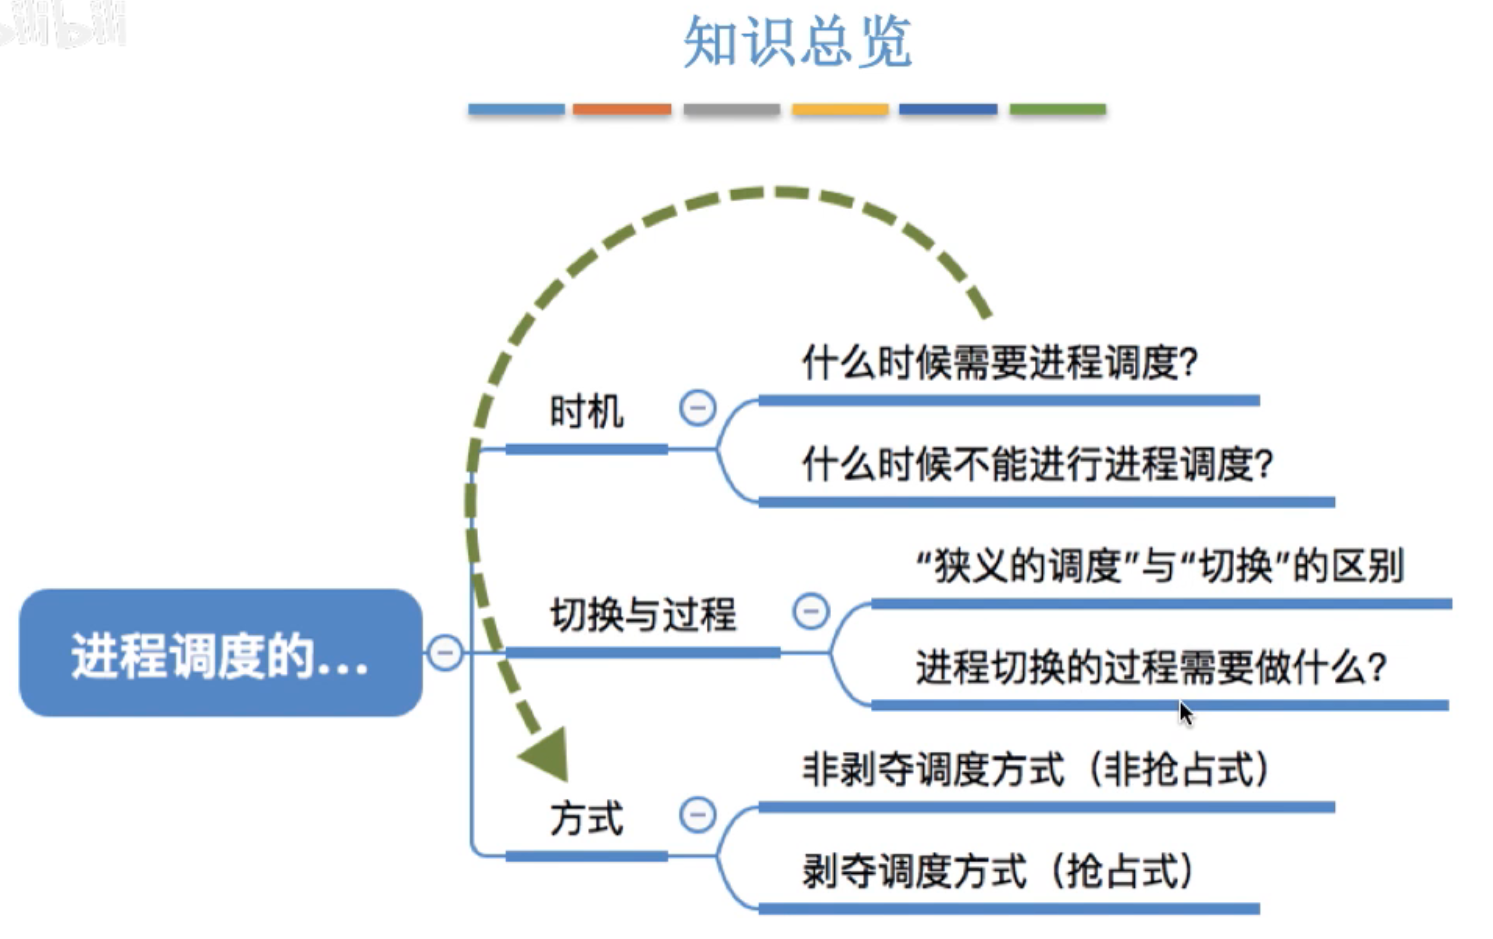 知识总览
什么时候需要进程调度?
时机
什么时候不能进行进程调度?
“狭义的调度”与“切换”的区别
切换与过程
进程调度的...
进程切换的过程需要做什么?
非剥夺调度方式（非抢占式）
方式
剥夺调度方式（抢占式）